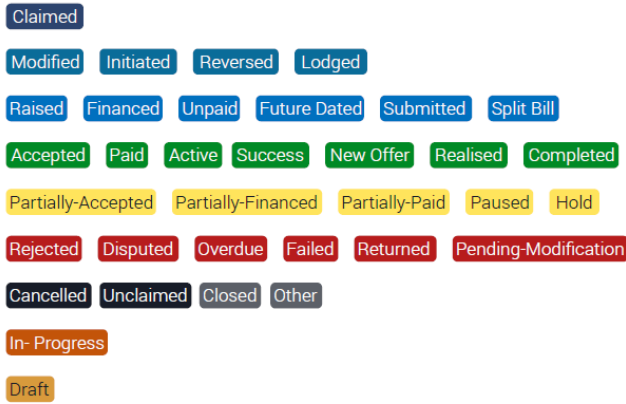 Claimed
Modified Initiated Reversed Lodged
Raised Financed Unpaid Future Dated Submitted Split Bill
Accepted Paid Active Success New Offer Realised Completed
Partially-Accepted Partially-Financed Partially-Paid Paused Hold
Rejected Disputed Overdue Failed Returned Pending-Modification
Cancelled Unclaimed Closed Other
In- Progress
Draft